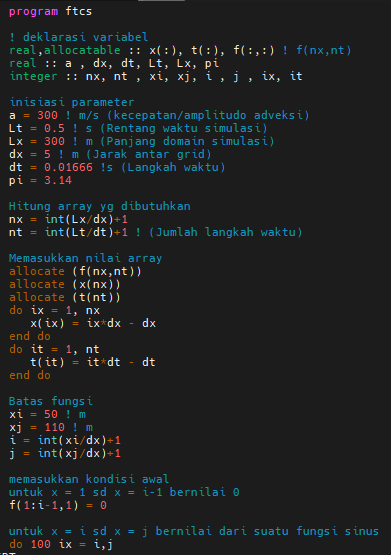 program ftcs
! deklarasi variabel
real,allocatable :: x(:), t(:), f(:,:) ! f(nx,nt)
real :: a , dx, dt, Lt, Lx, pi
integer :: nx, nt , xi, xj, i , j , ix, it
inisiasi parameter
a = 300 ! m/s (kecepatan/amplitudo adveksi)
Lt = 0.5 ! s (Rentang waktu simulasi)
Lx = 300 ! m (Panjang domain simulasi)
dx = 5 ! m (Jarak antar grid)
dt = 0.01666 !s (Langkah waktu)
pi = 3.14
Hitung array yg dibutuhkan
nx = int(Lx/dx)+1
nt = int(Lt/dt)+1 ! (Jumlah langkah waktu)
Memasukkan nilai array
allocate (f(nx,nt))
allocate (x(nx))
allocate (t(nt))
do ix = 1, nx
x(ix) = ix*dx - dx
end do
do it = 1, nt
t(it) = it*dt - dt
end do
Batas fungsi
xi = 50 ! m
xj = 110 ! m
i = int(xi/dx)+1
j = int(xj/dx)+1
memasukkan kondisi awal
untuk x = 1 sd x = i-1 bernilai 0
f(1:i-1,1) = 0
untuk x = i sd x = j bernilai dari suatu fungsi sinus
do 100 ix = i,j